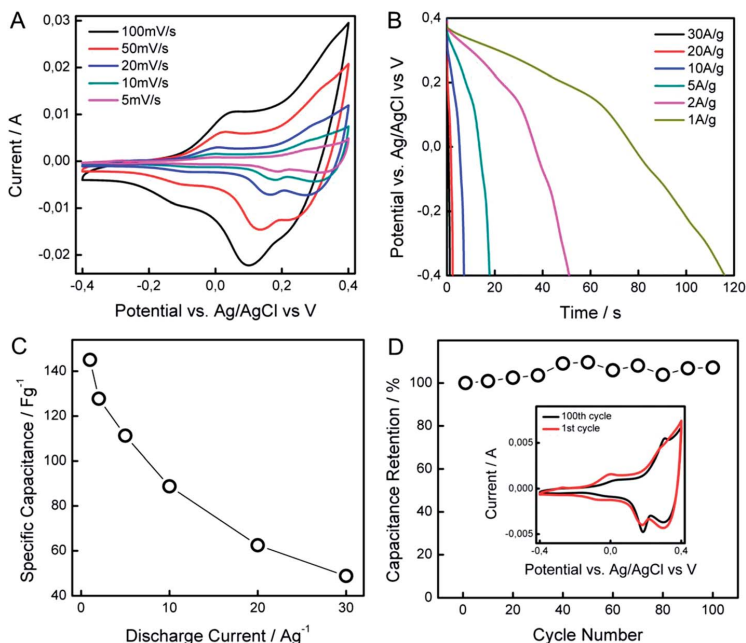 A
0,03
0,02
0,01
0,00
-0,01
-0,02
Current / A
100mV/s
50mV/s
20mV/s
10mV/s
5mV/s
-0,4
-0,2
0,0
0,2
0,4
Potential vs. Ag/AgCl vs V
B
0,4
0,2
0,0
-0,2
-0,4
Potential vs. Ag/AgCl vs V
30A/g
20A/g
10A/g
5A/g
2A/g
1A/g
0
20
40
60
80
100
120
Time / s
C
140
120
100
80
60
40
Specific Capacitance / Fg-1
0
10
20
30
Discharge Current / Ag-1
D
120
100
80
60
40
20
0
Capacitance Retention / %
100th cycle
1st cycle
0,005
0,000
-0,005
Current / A
-0,4
0,0
0,4
Potential vs. Ag/AgCl vs V
0
20
40
60
80
100
Cycle Number